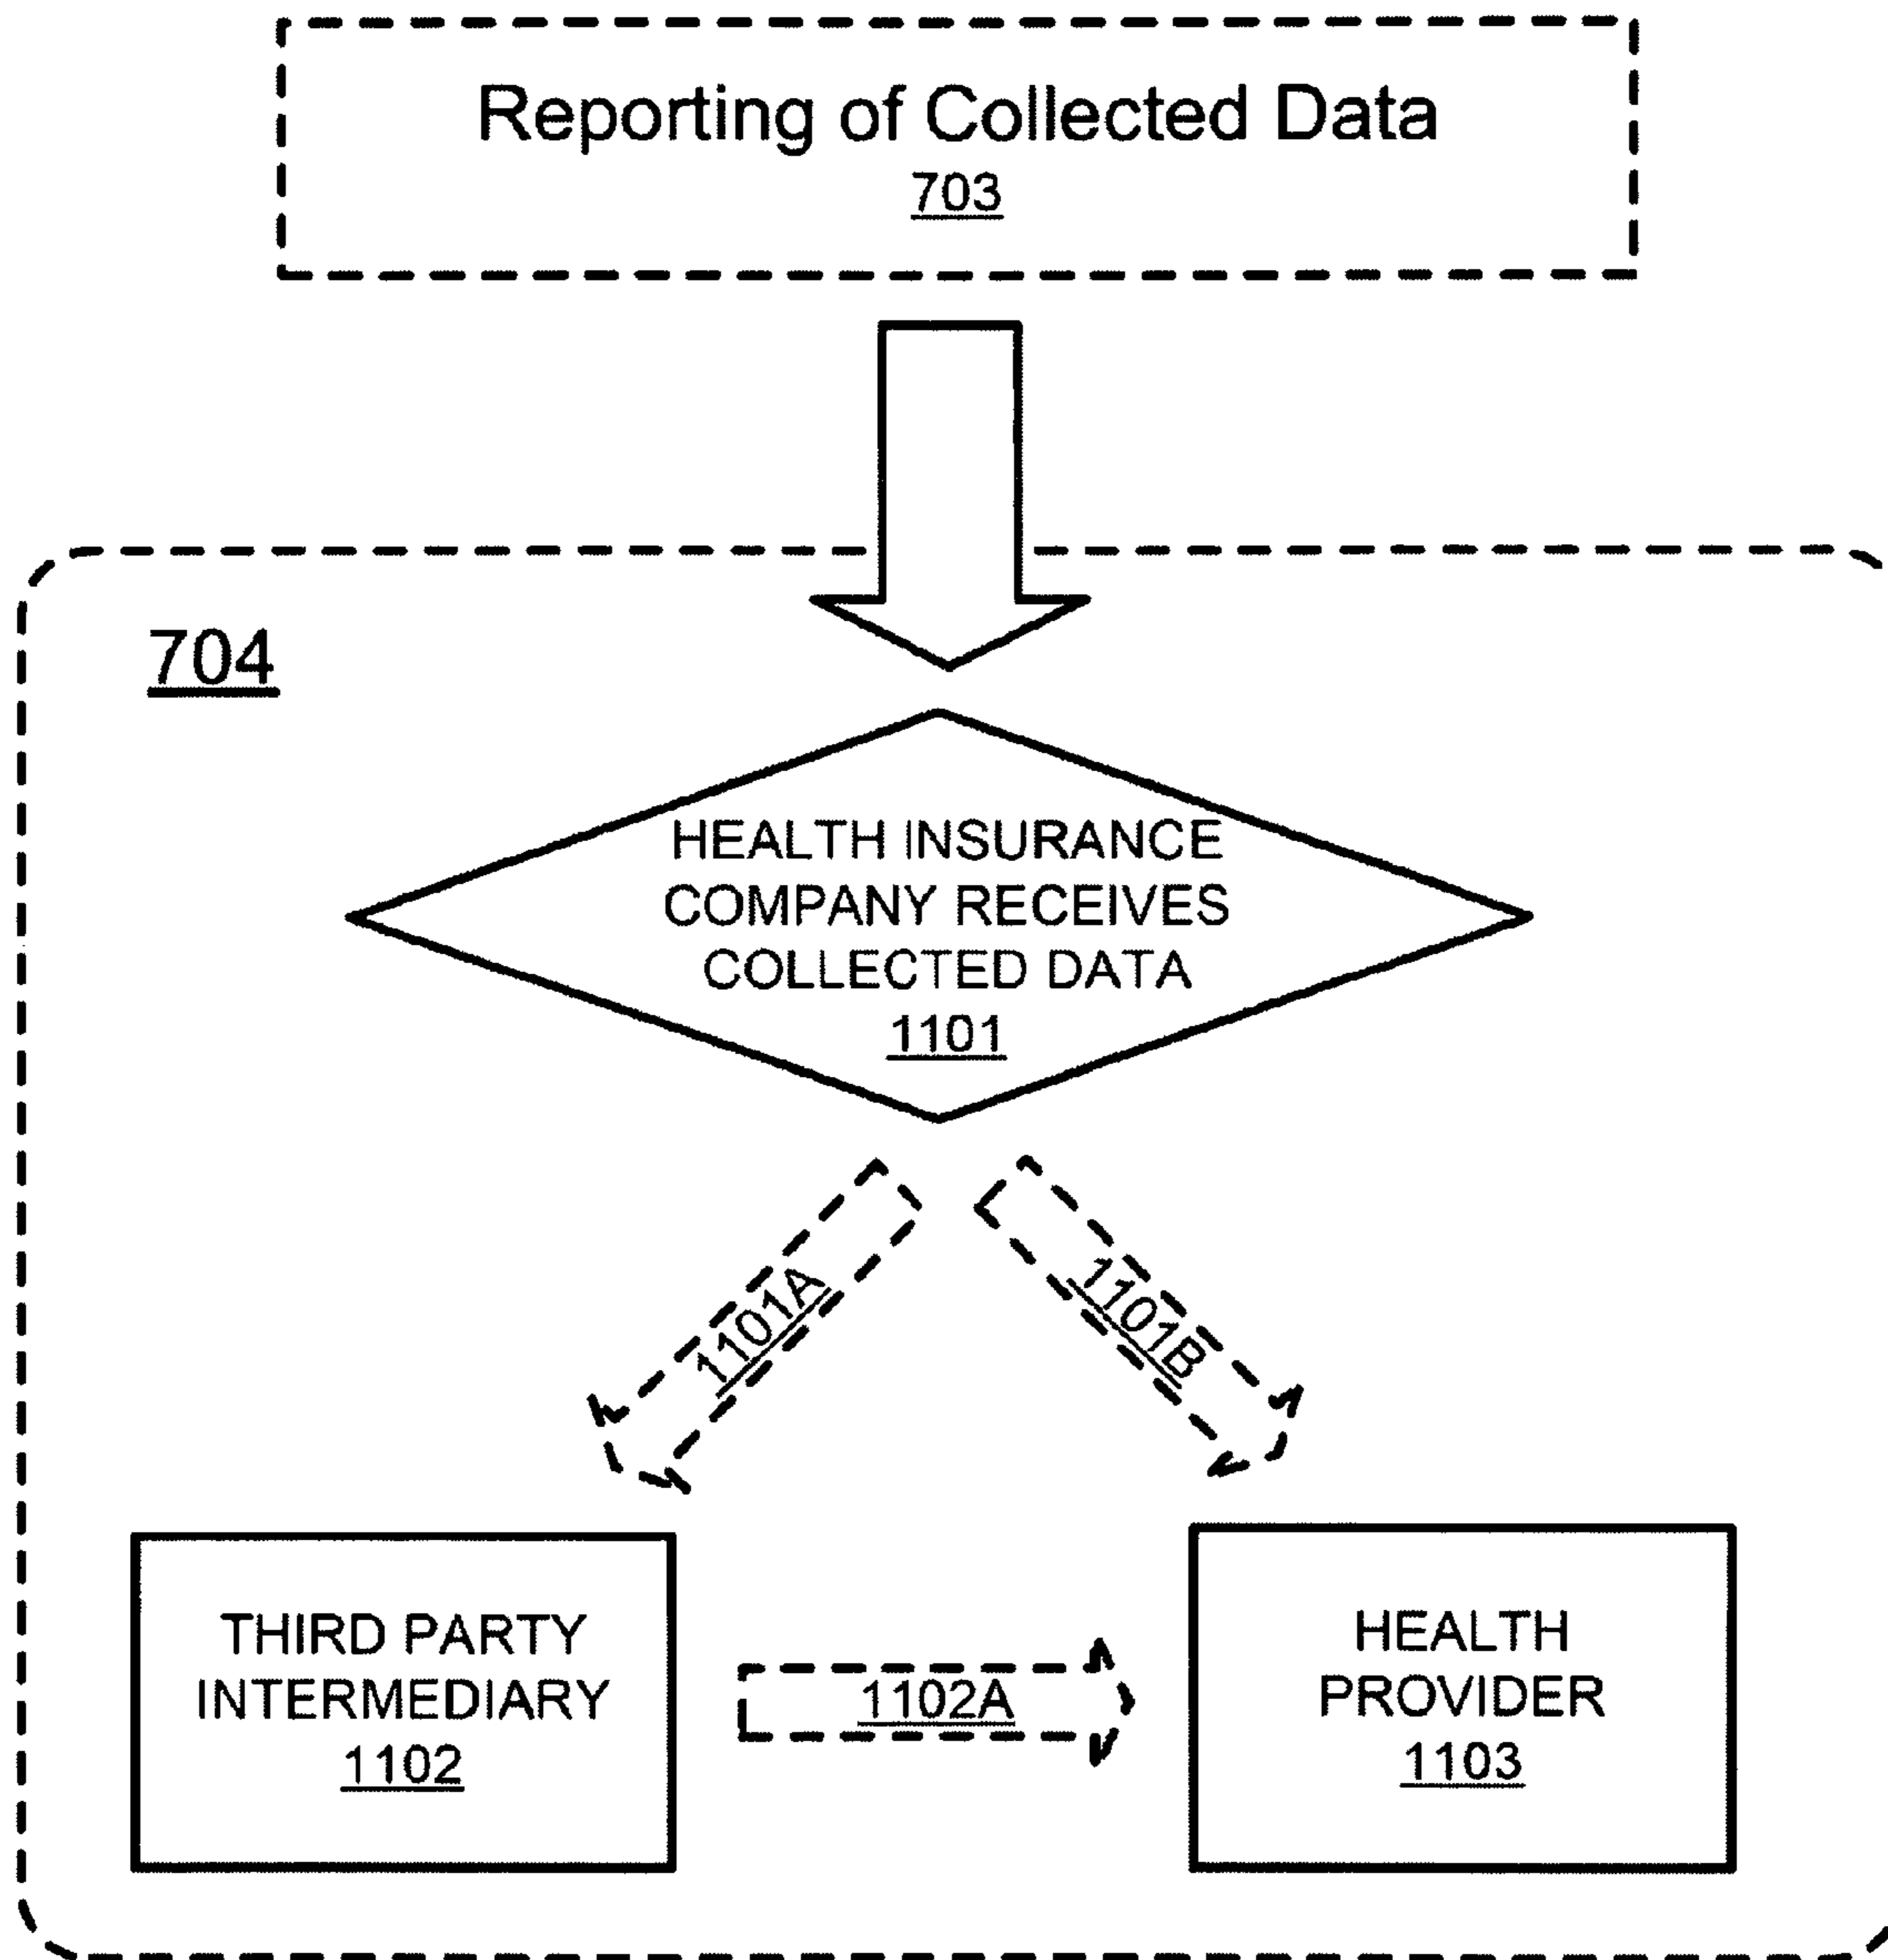 Reporting of Collected Data
703
704
HEALTH INSURANCE
COMPANY RECEIVES
COLLECTED DATA
1101
1101A
1101B
THIRD PARTY
INTERMEDIARY
1102
1102A
HEALTH
PROVIDER
1103